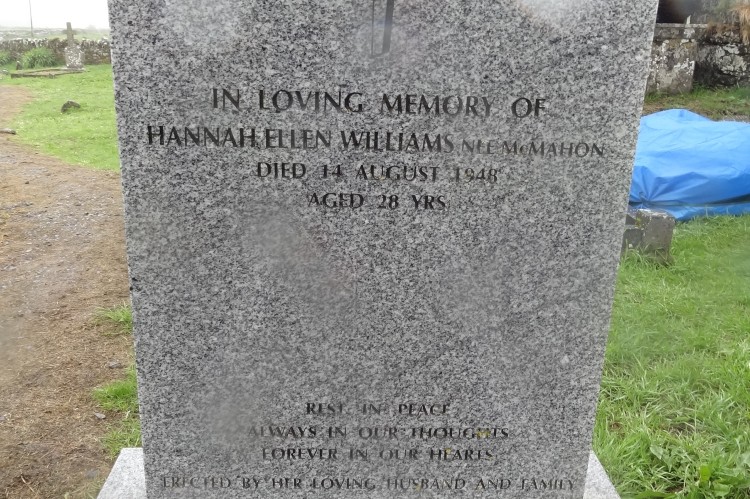 IN LOVING MEMORY OF
HANNAH ELLEN WILLIAMS NEE McMAHON
DIED 14 AUGUST 1948
AGED 28 YRS
REST IN PEACE
ALWAYS IN OUR THOUGHTS
FOREVER IN OUR HEARTS
ERECTED BY HER LOVING HUSBAND AND FAMILY